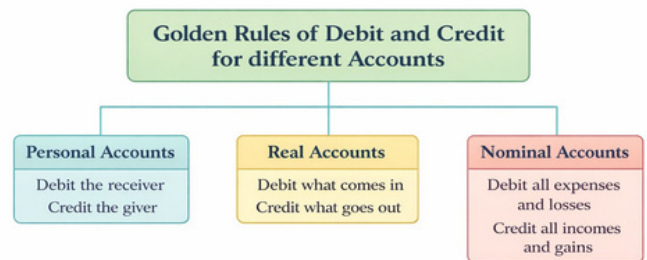 Golden Rules of Debit and Credit
for different Accounts
Personal Accounts
Debit the receiver
Credit the giver
Real Accounts
Debit what comes in
Credit what goes out
Nominal Accounts
Debit all expenses
and losses
Credit all incomes
and gains